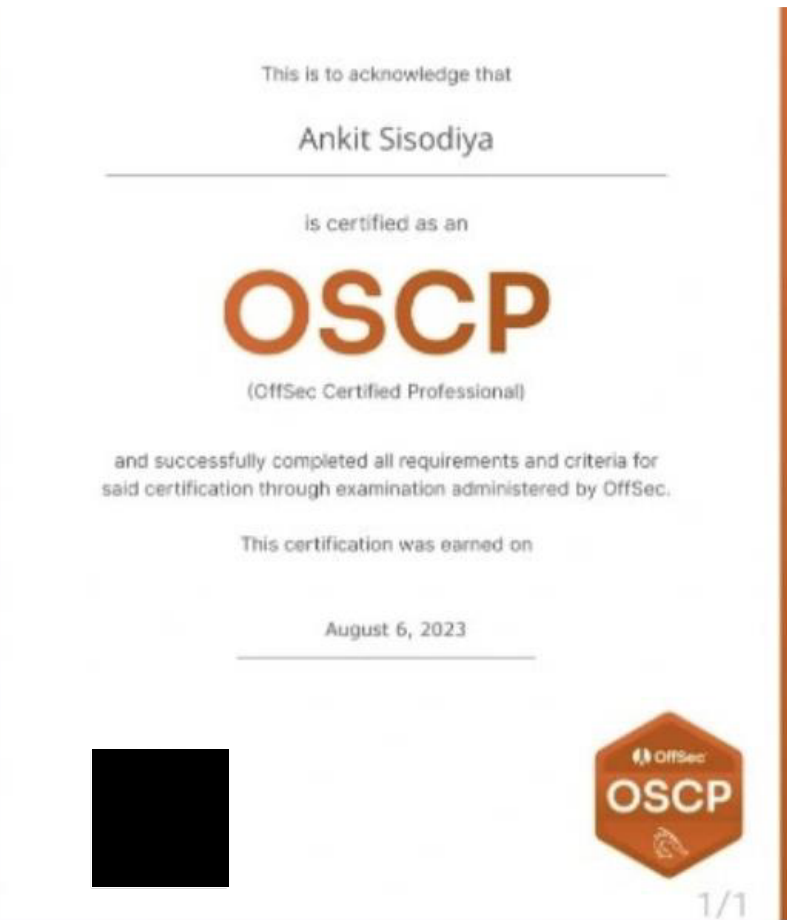 This is to acknowledge that
Ankit Sisodiya
is certified as an
OSCP
(OffSec Certified Professional)
and successfully completed all requirements and criteria for
said certification through examination administered by OffSec.
This certification was earned on
August 6, 2023
OffSec
OSCP
1/1